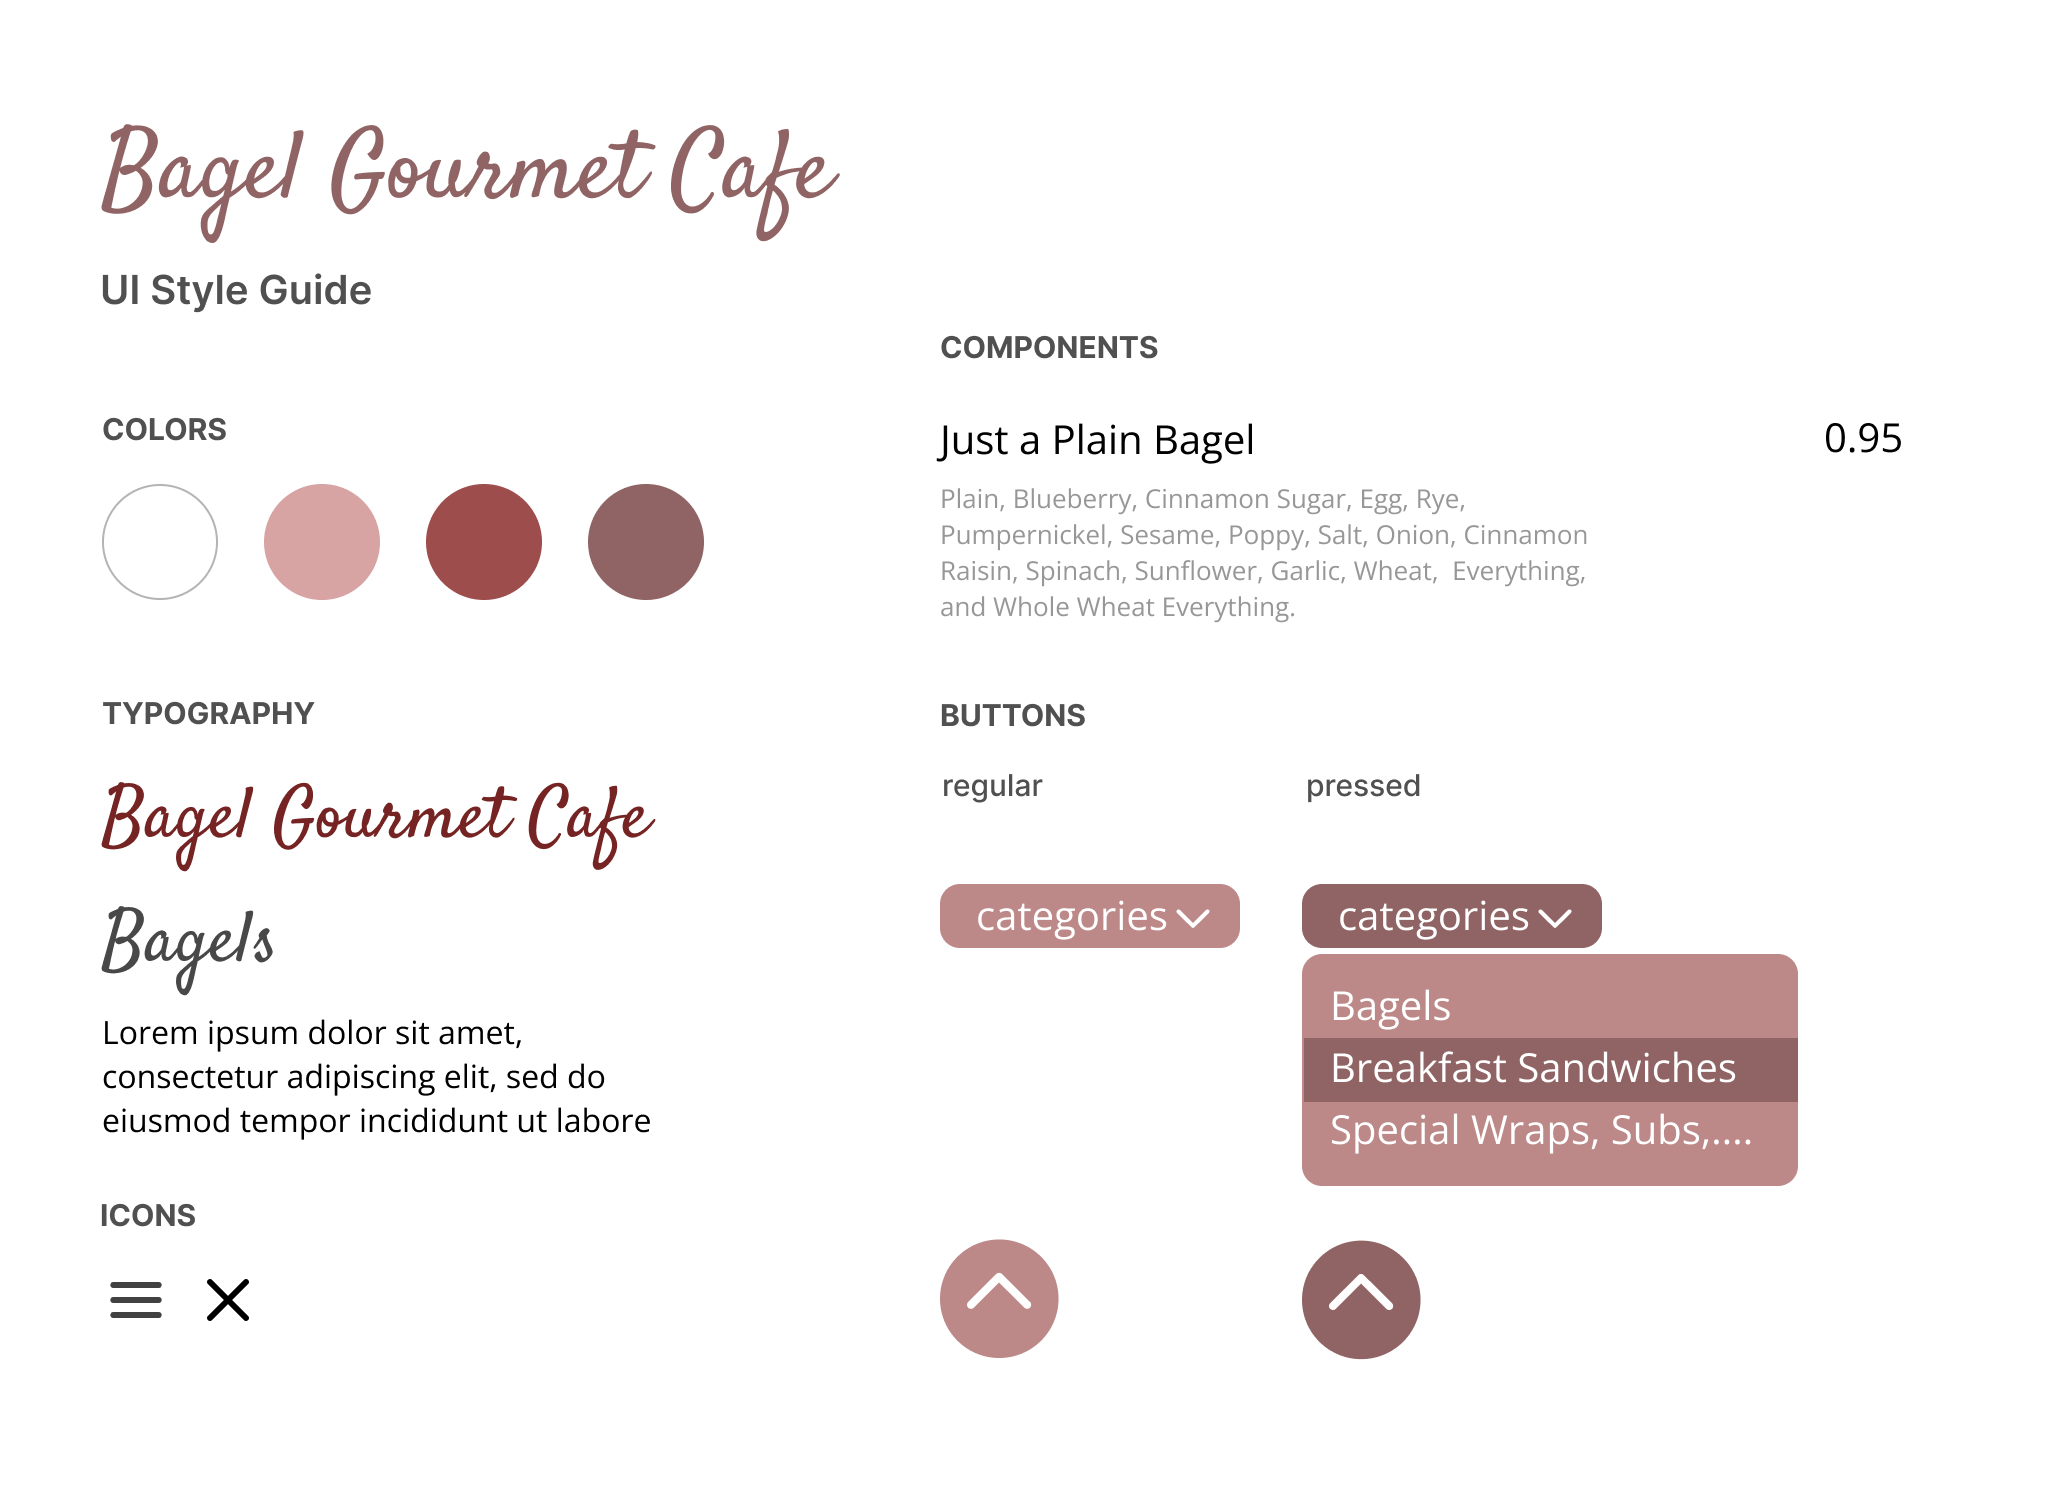 Bagel Gourmet Cafe
UI Style Guide
COLORS
TYPOGRAPHY
Bagel Gourmet Cafe
Bagels
Lorem ipsum dolor sit amet,
consectetur adipiscing elit, sed do
eiusmod tempor incididunt ut labore
ICONS
COMPONENTS
Just a Plain Bagel 0.95
Plain, Blueberry, Cinnamon Sugar, Egg, Rye,
Pumpernickel, Sesame, Poppy, Salt, Onion, Cinnamon
Raisin, Spinach, Sunflower, Garlic, Wheat,  Everything,
and Whole Wheat Everything.
BUTTONS
regular pressed
categories categories
Bagels
Breakfast Sandwiches
Special Wraps, Subs,....